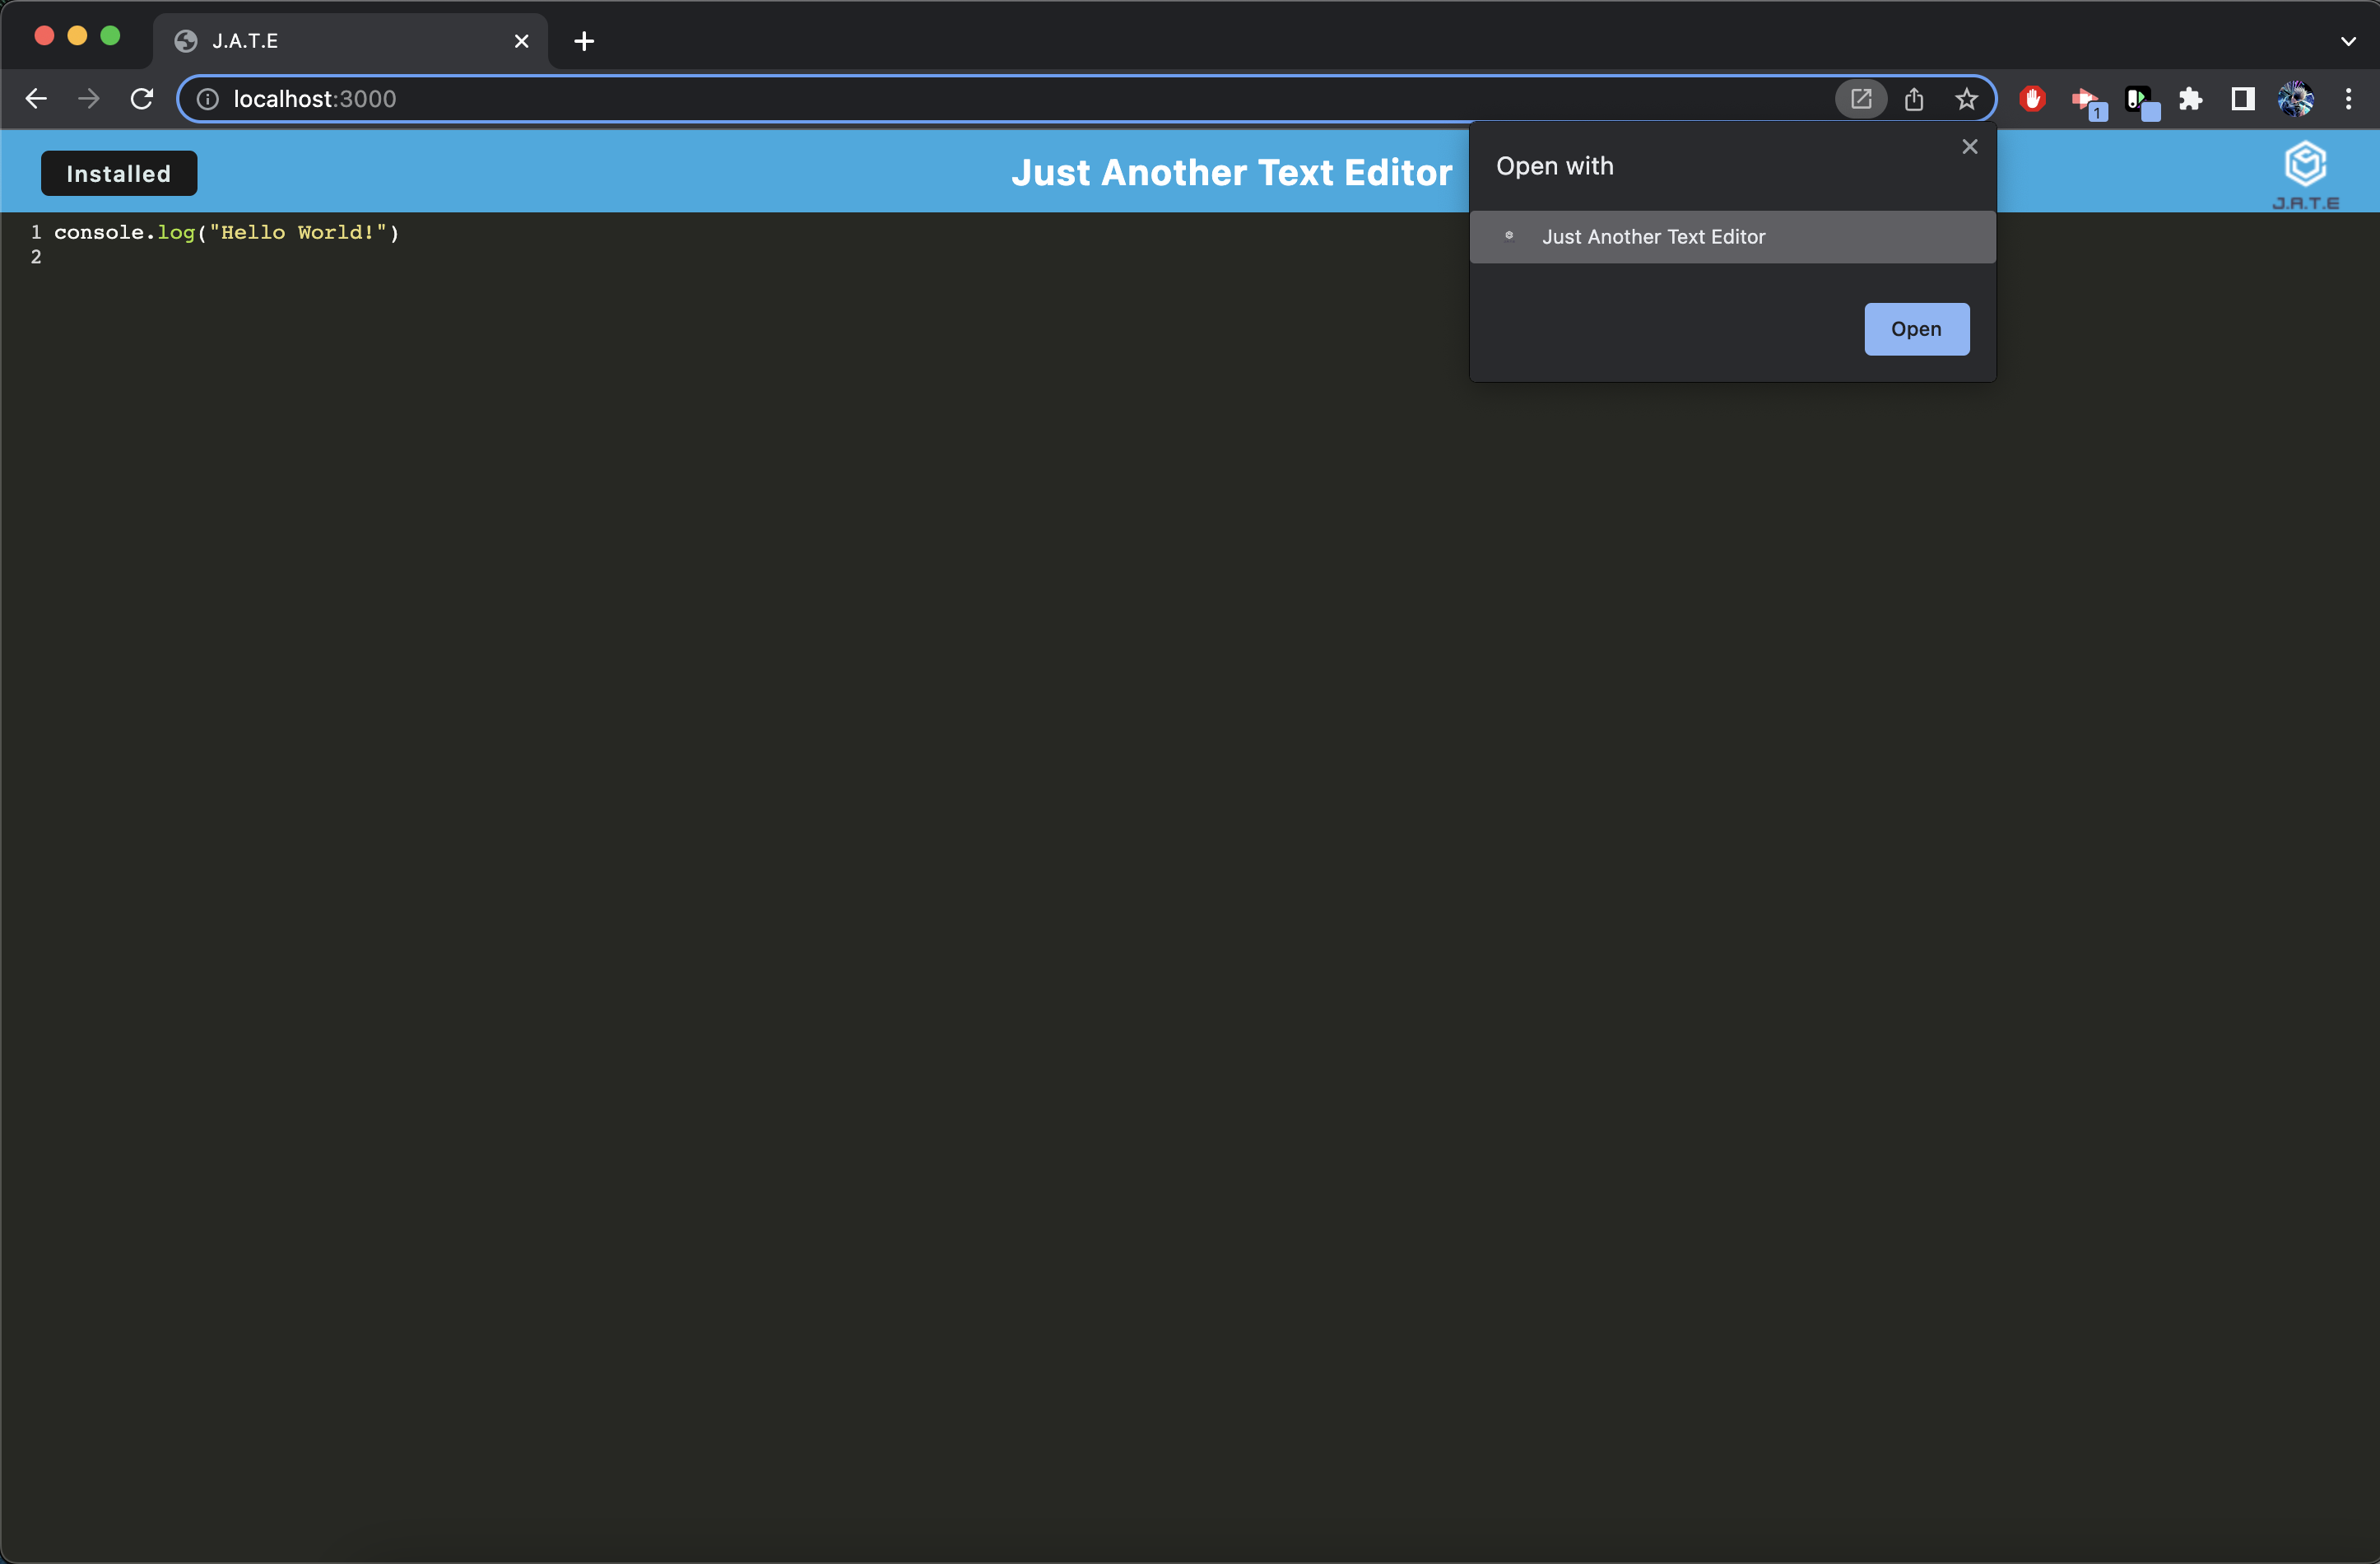 J.A.T.E
localhost:3000
1
Installed
Just Another Text Editor
J.A.T.E
Open with
Just Another Text Editor
Open
1 console.log("Hello World!")
2